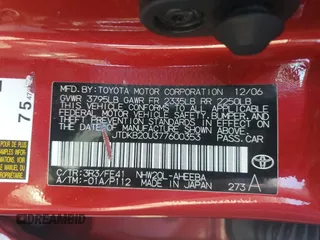 MFD.BY:TOYOTA MOTOR CORPORATION 12/06
GVWR 3795LB GAWR FR 2335LB RR 2250LB
THIS VEHICLE CONFORMS TO ALL APPLICABLE
FEDERAL MOTOR VEHICLE SAFETY, BUMPER,
AND THEFT PREVENTION STANDARDS IN EFFECT
ON THE DATE OF MANUFACTURE SHOWN ABOVE.
JTDKB20U377600353 PASS.CAR
C/TR:3R3/FE41 NHW20L-AHEEBA
A/TM:-01A/P112 MADE IN JAPAN 273 A
TOYOTA
75
DREAMBID